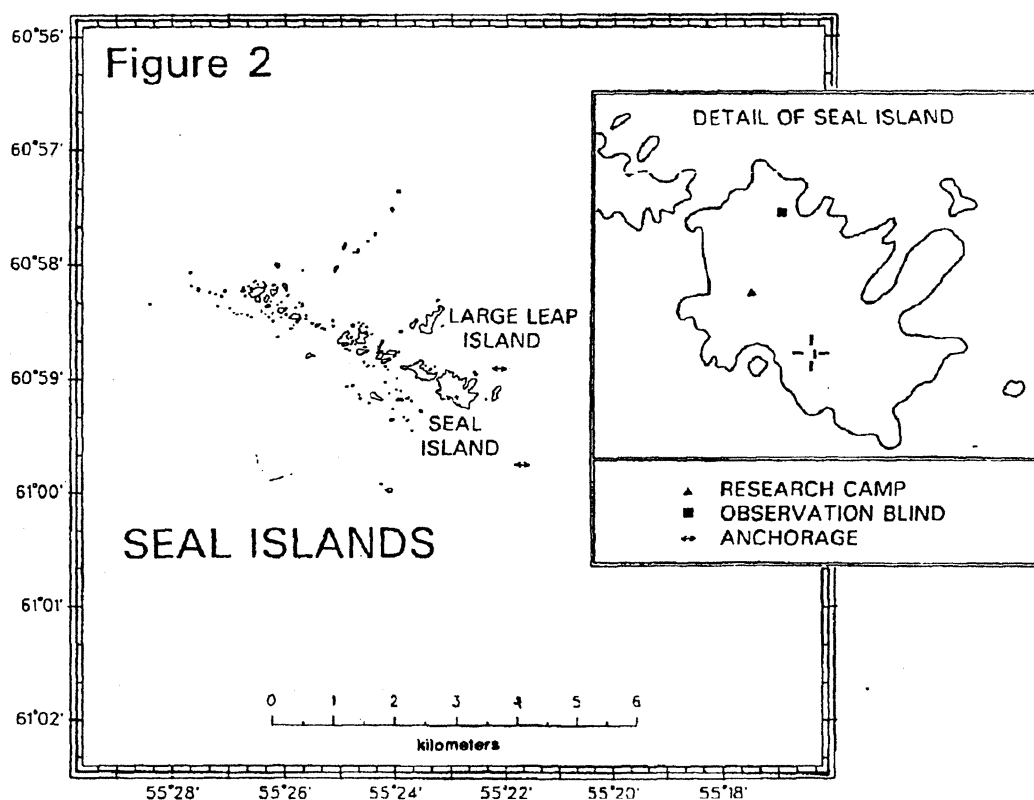 Figure 2
60°56'
60°57'
60°58'
60°59'
61°00'
61°01'
61°02'
LARGE LEAP
ISLAND
SEAL
ISLAND
SEAL ISLANDS
0 1 2 3 4 5 6
kilometers
55°28' 55°26' 55°24' 55°22' 55°20' 55°18'
DETAIL OF SEAL ISLAND
RESEARCH CAMP
OBSERVATION BLIND
ANCHORAGE